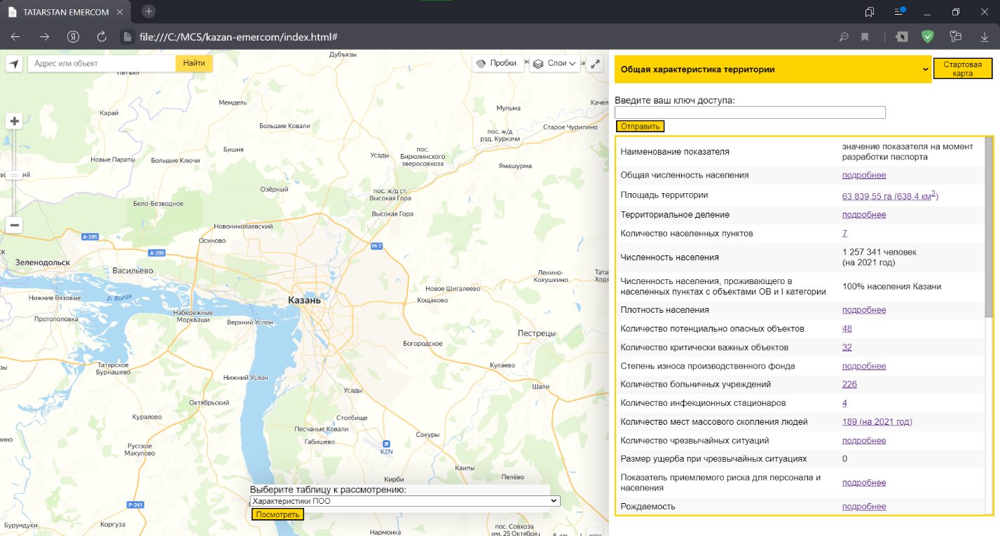 TATARSTAN EMERCOM
file:///C:/MCS/kazan-emercom/index.html#
Адрес или объект
Найти
Пробки
Слои
Дубъязы
Мемдель
Карай
Большие Ковали
Бишня
Новые Параты
Большие Ключи
Усады
пос. Бирюлинского зверосовхоза
Мульма
пос. ж/д рзд. Куркачи
Старое Чурилино
Ямашурма
Озёрный
Бело-Безводное
пос. ж/д ст. Высокая Гора
Высокая Гора
Новониколаевский
Осиново
А-295
А-295
М-7
Зеленодольск
Васильево
Ленино-Кокушкино
Новое Шигалеево
Кощаково
Нижние Вязовые
р. Волга
Казань
Протопоповка
Набережные Моркваши
Верхний Услон
Пестрецы
Богородское
Татарское Бурнашево
Нижний Услон
Кулаево
Шали
Усады
Октябрьский
Куралово
Столбище
Песчаные Ковали
Габишево
Сокуры
KZN
Русское Макулово
Каипы
Кирби
Пелёво
Р-241
Бурундуки
Коргуза
Нармонка
пос. Совхоза им. 25 Октября
6 км
Выберите таблицу к рассмотрению:
Характеристики ПОО
Посмотреть
Общая характеристика территории
Стартовая
карта
Введите ваш ключ доступа:
Отправить
Наименование показателя
значение показателя на момент
разработки паспорта
Общая численность населения подробнее
Площадь территории 63 839,55 га (638,4 км2)
Территориальное деление подробнее
Количество населенных пунктов 7
Численность населения
1 257 341 человек
(на 2021 год)
Численность населения, проживающего в
населенных пунктах с объектами ОВ и I категории
100% населения Казани
Плотность населения подробнее
Количество потенциально опасных объектов 48
Количество критически важных объектов 32
Степень износа производственного фонда подробнее
Количество больничных учреждений 226
Количество инфекционных стационаров 4
Количество мест массового скопления людей 189 (на 2021 год)
Количество чрезвычайных ситуаций подробнее
Размер ущерба при чрезвычайных ситуациях 0
Показатель приемлемого риска для персонала и
населения
подробнее
Рождаемость подробнее